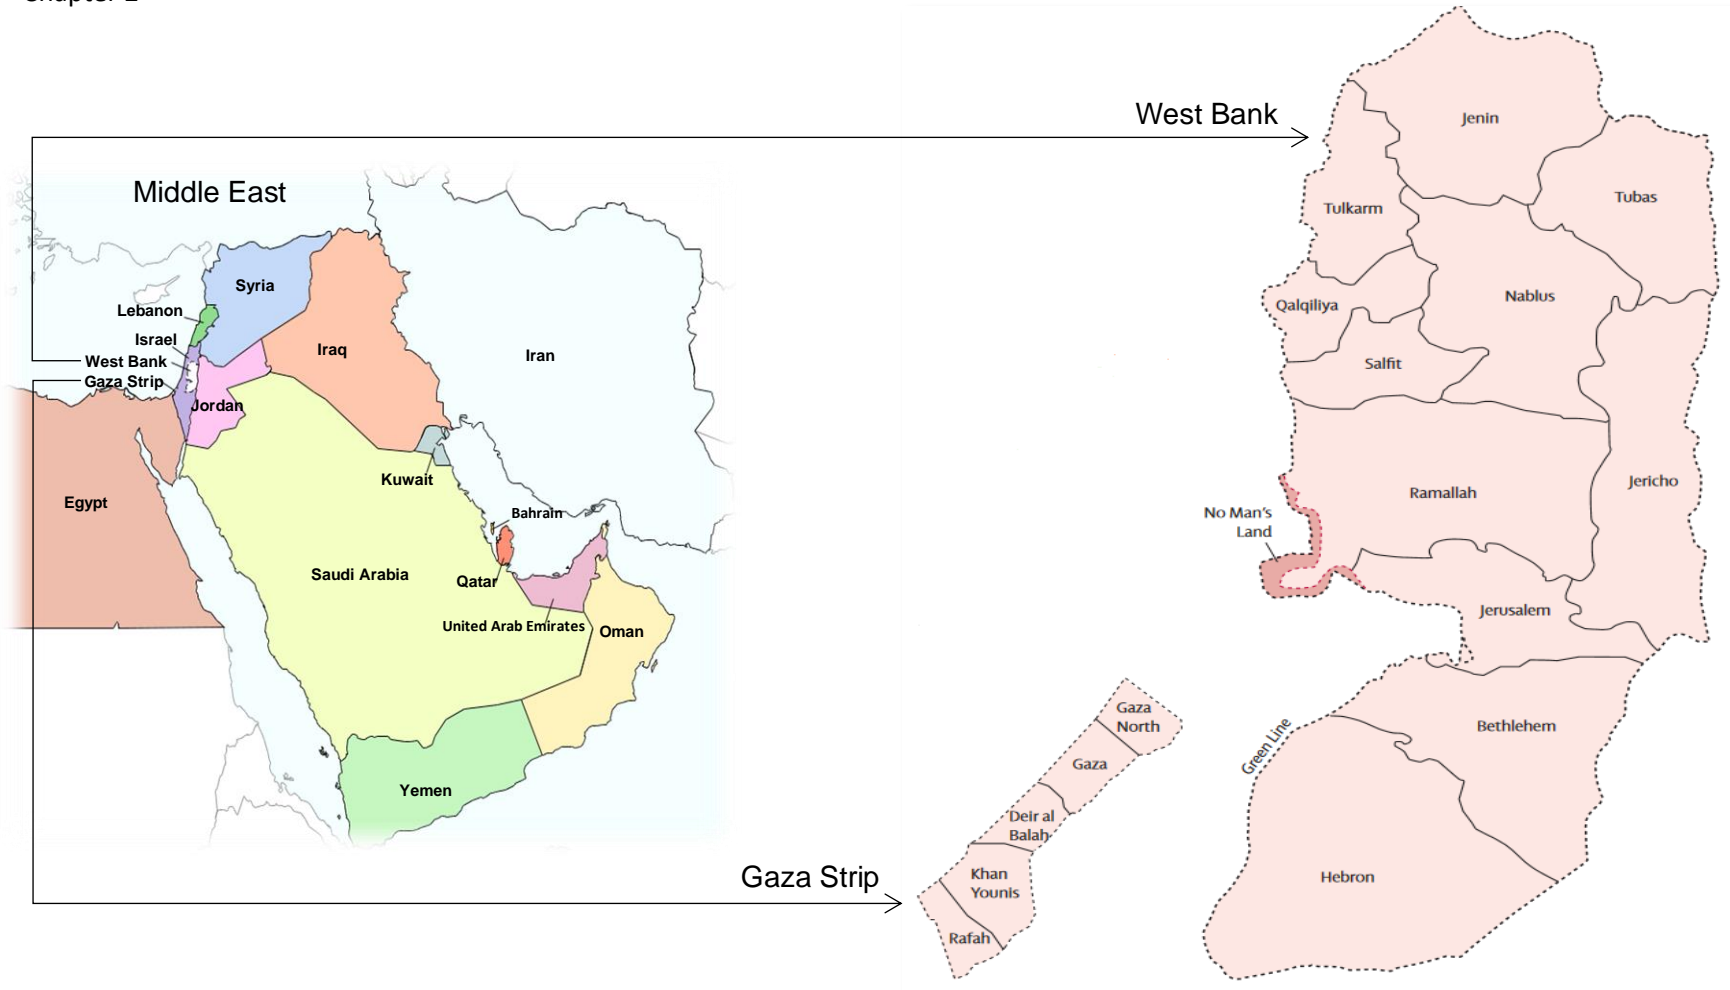 West Bank
Middle East
Syria
Lebanon
Israel
West Bank
Gaza Strip
Iraq
Iran
Jordan
Kuwait
Egypt
Bahrain
Saudi Arabia
Qatar
United Arab Emirates
Oman
Yemen
Gaza Strip
Jenin
Tubas
Tulkarm
Nablus
Qalqiliya
Salfit
Jericho
Ramallah
No Man's
Land
Jerusalem
Bethlehem
Green Line
Hebron
Gaza
North
Gaza
Deir al
Balah
Khan
Younis
Rafah